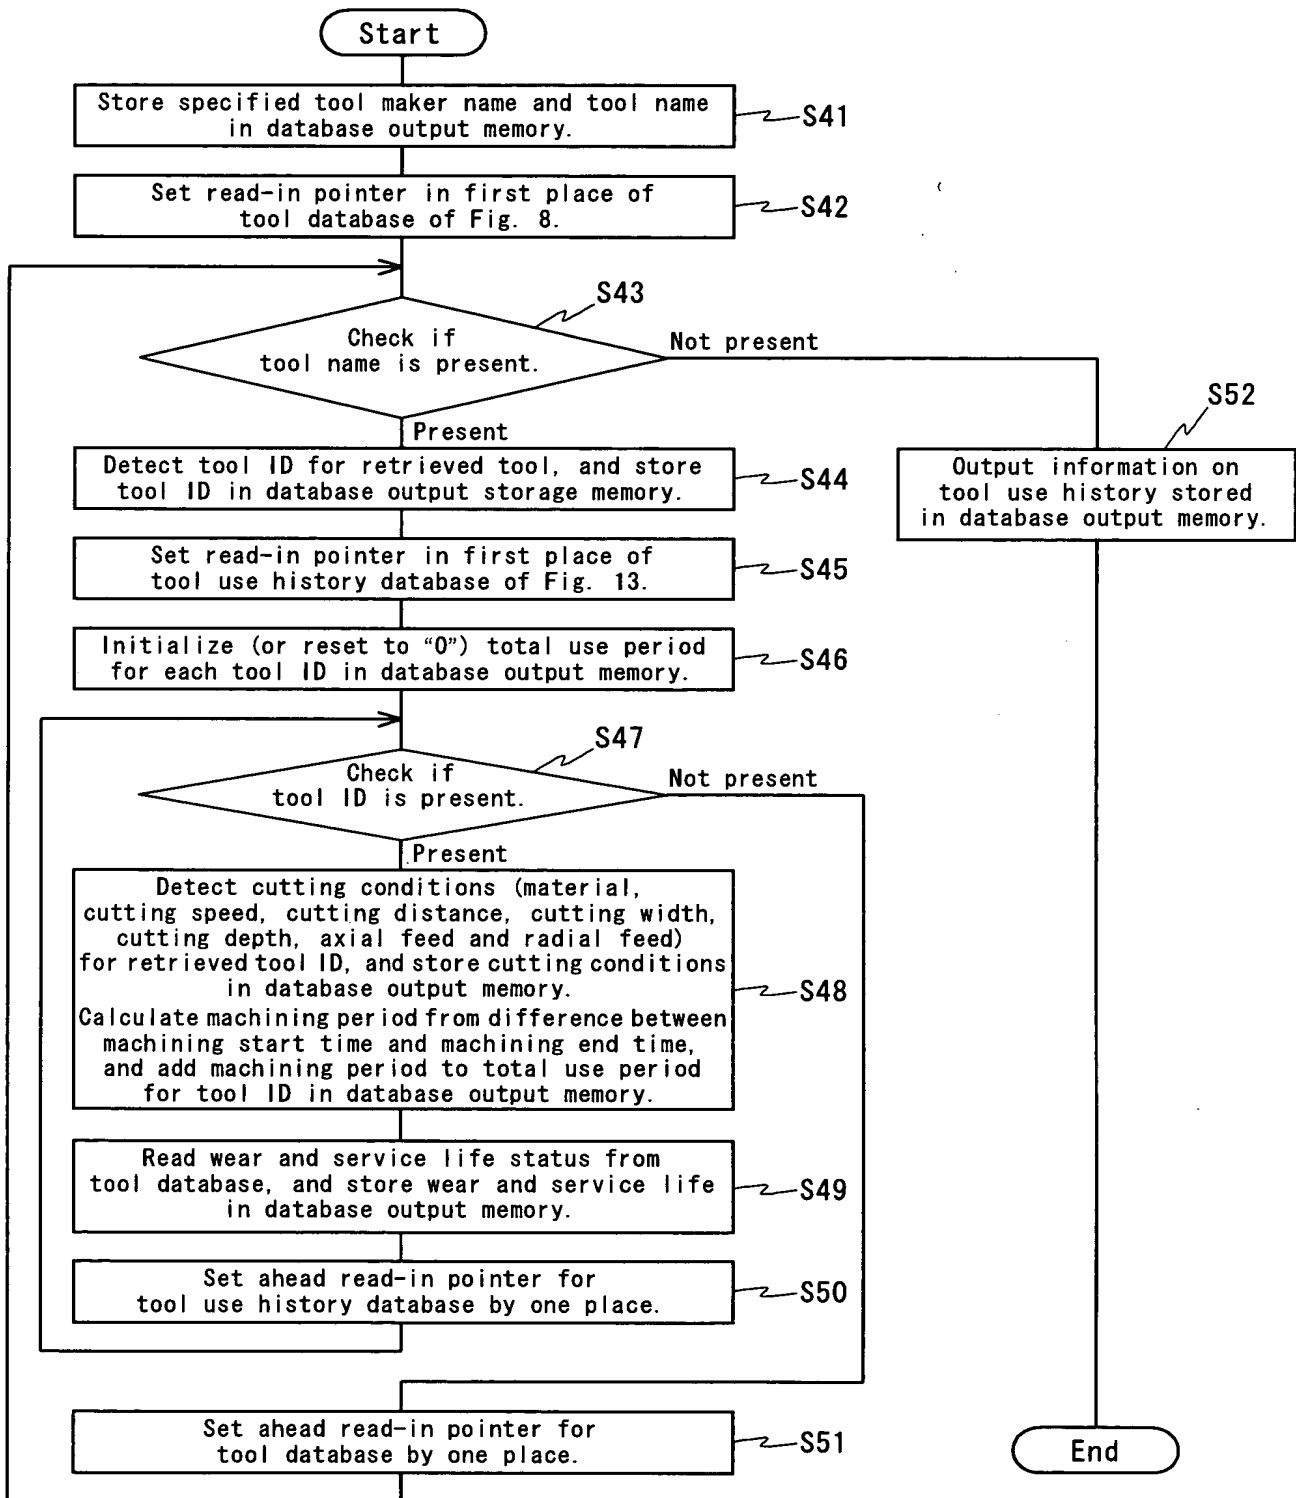 Start
Store specified tool maker name and tool name
in database output memory.
S41
Set read-in pointer in first place of
tool database of Fig. 8.
S42
S43
Check if
tool name is present.
Not present
Present
S52
Detect tool ID for retrieved tool, and store
tool ID in database output storage memory.
S44
Output information on
tool use history stored
in database output memory.
Set read-in pointer in first place of
tool use history database of Fig. 13.
S45
Initialize (or reset to “0”) total use period
for each tool ID in database output memory.
S46
S47
Check if
tool ID is present.
Not present
Present
Detect cutting conditions (material,
cutting speed, cutting distance, cutting width,
cutting depth, axial feed and radial feed)
for retrieved tool ID, and store cutting conditions
in database output memory.
Calculate machining period from difference between
machining start time and machining end time,
and add machining period to total use period
for tool ID in database output memory.
S48
Read wear and service life status from
tool database, and store wear and service life
in database output memory.
S49
Set ahead read-in pointer for
tool use history database by one place.
S50
Set ahead read-in pointer for
tool database by one place.
S51
End